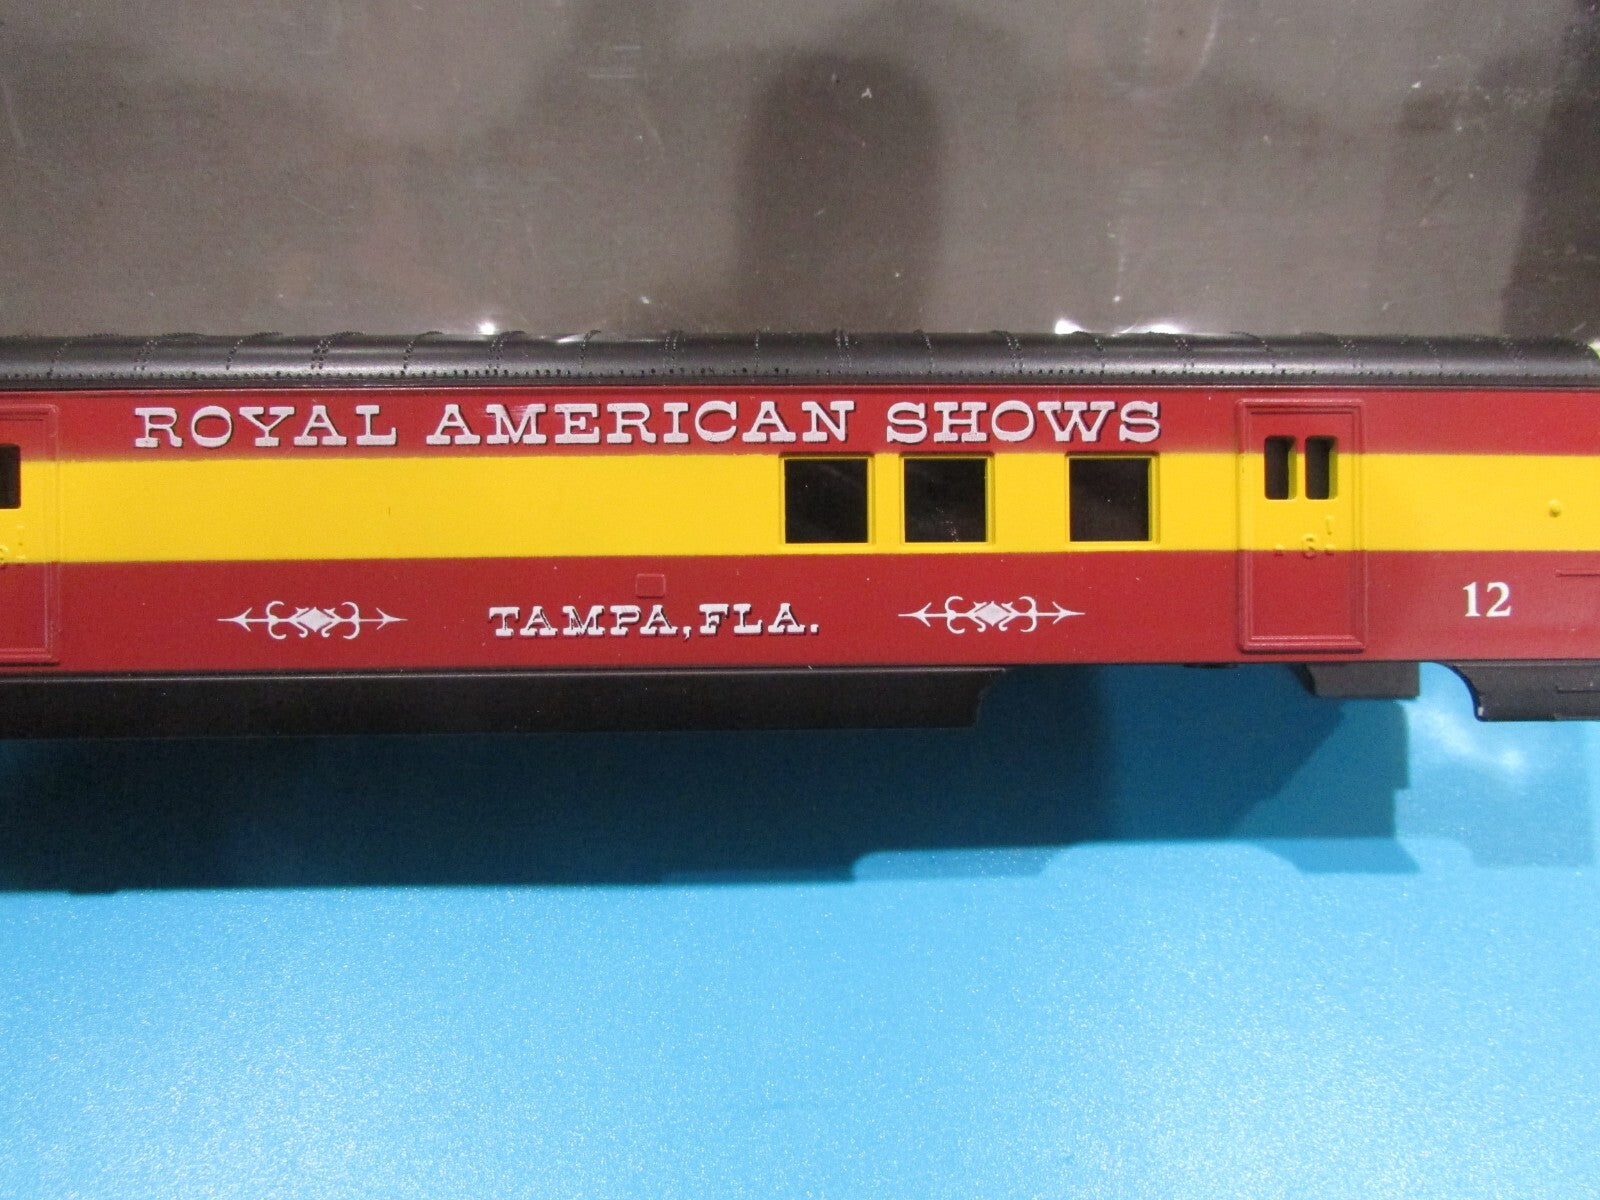 ROYAL AMERICAN SHOWS
TAMPA, FLA.
12